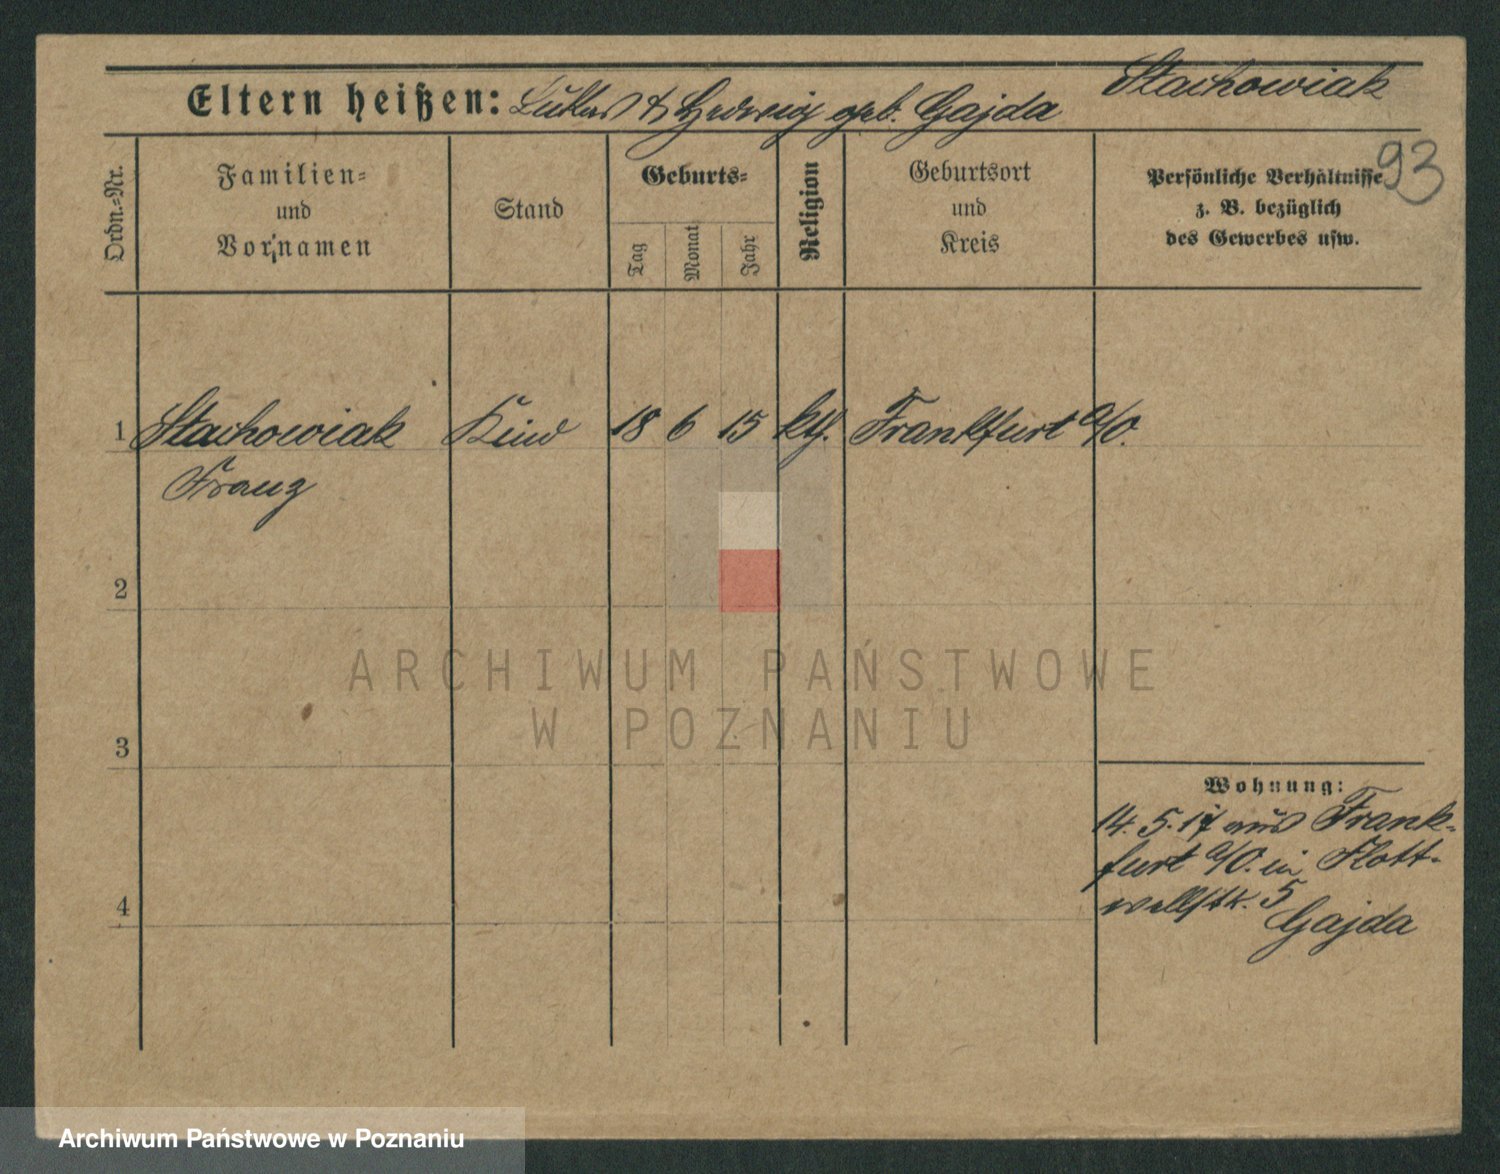 Stachowiak
Eltern heißen: Lukas & Hedwig geb. Gajda
93
Ordn.-Nr.
Familien-
und
Vornamen
Stand
Geburts-
Tag
Monat
Jahr
Religion
Geburtsort
und
Kreis
Persönliche Verhältnisse
z. B. bezüglich
des Gewerbes usw.
1 Stachowiak Kind 18 6 15 kth. Frankfurt a/O.
Franz
2
ARCHIWUM PAŃSTWOWE
W POZNANIU
3
Wohnung:
14. 5. 17 aus Frank-
furt a/O. in Flott-
wellstr. 5
4
Gajda
Archiwum Państwowe w Poznaniu